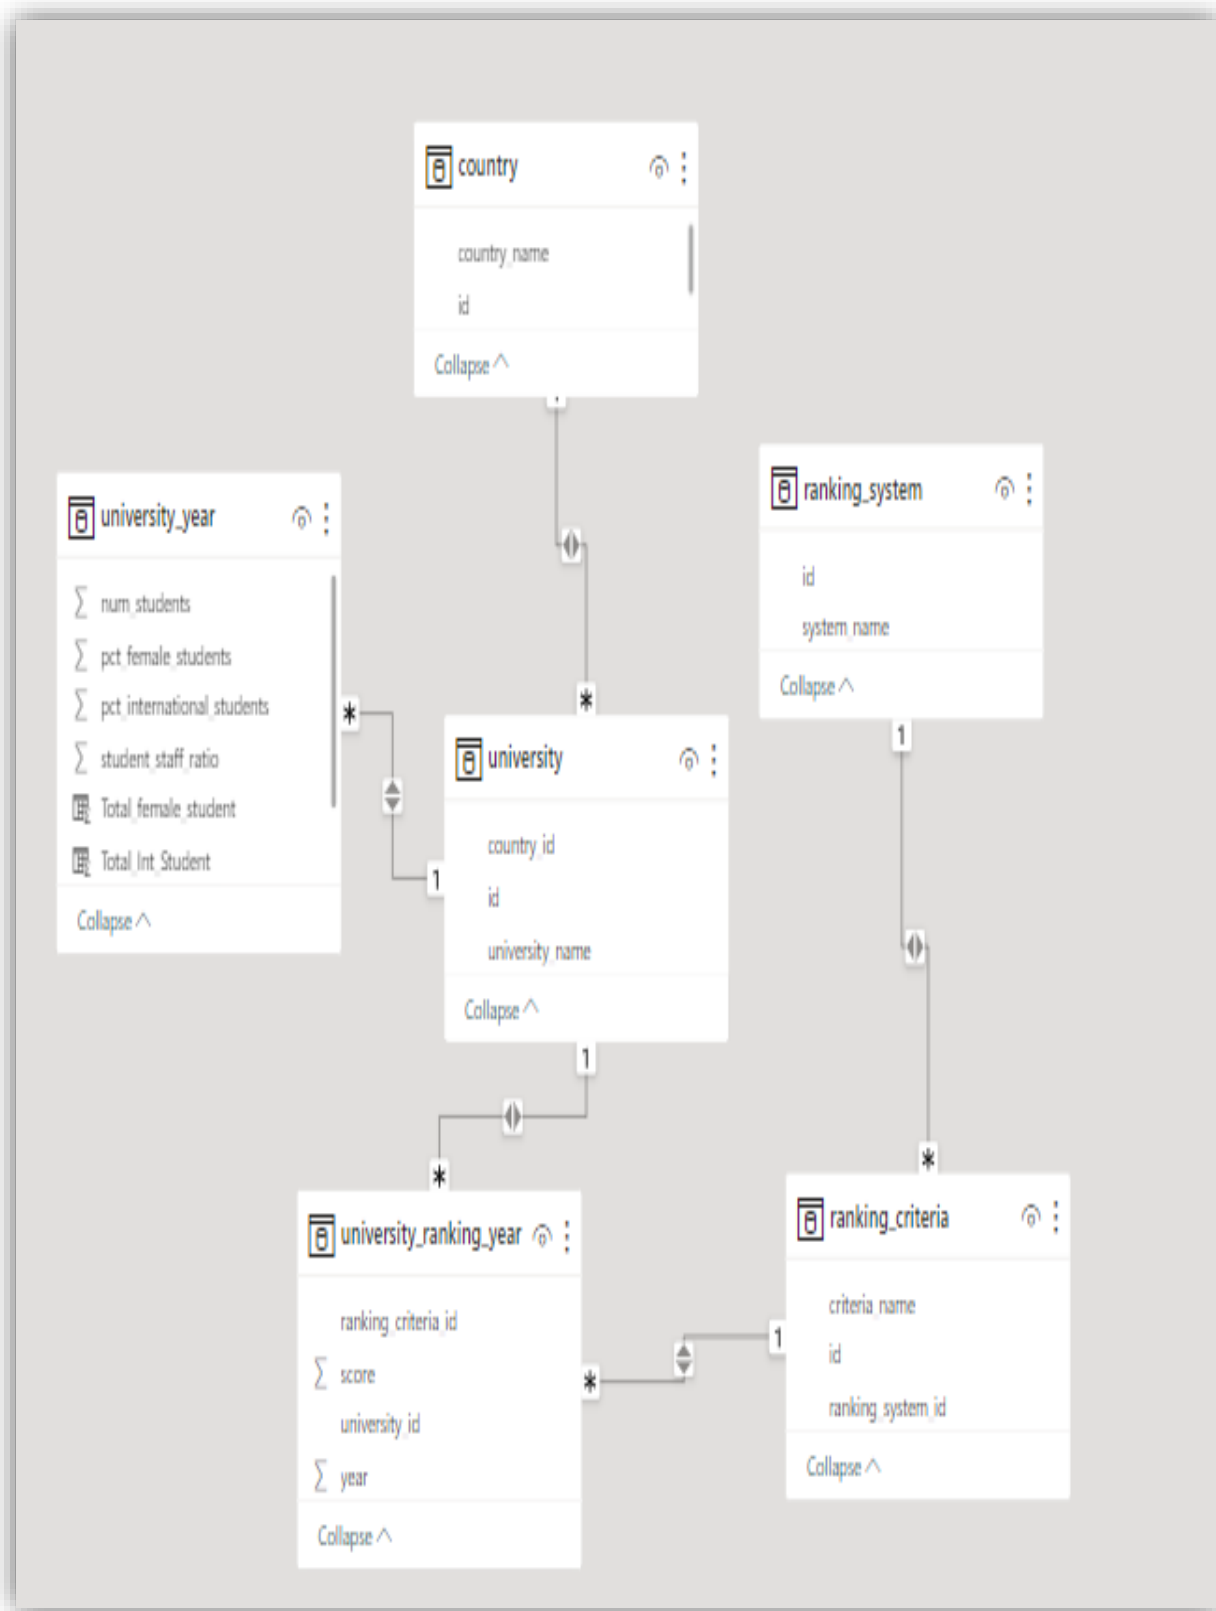 country
country_name
id
Collapse
1
*
university_year
num_students
pct_female_students
pct_international_students
student_staff_ratio
Total_female_student
Total_Int_Student
Collapse
*
1
university
country_id
id
university_name
Collapse
1
*
ranking_system
id
system_name
Collapse
1
*
university_ranking_year
ranking_criteria_id
Σ score
university_id
Σ year
Collapse
*
1
ranking_criteria
criteria_name
id
ranking_system_id
Collapse